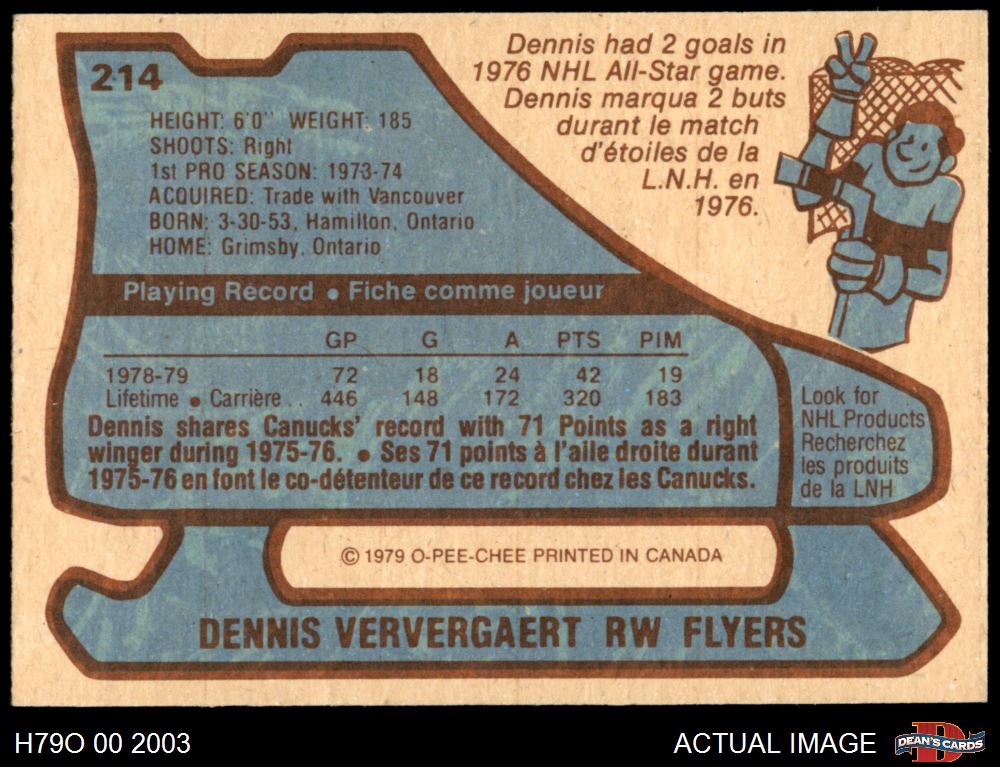 214
HEIGHT: 6'0" WEIGHT: 185
SHOOTS: Right
1st PRO SEASON: 1973-74
ACQUIRED: Trade with Vancouver
BORN: 3-30-53, Hamilton, Ontario
HOME: Grimsby, Ontario
Dennis had 2 goals in
1976 NHL All-Star game.
Dennis marqua 2 buts
durant le match
d'étoiles de la
L.N.H. en
1976.
Playing Record • Fiche comme joueur
GP G A PTS PIM
1978-79 72 18 24 42 19
Lifetime • Carrière . . 446 148 172 320 183
Dennis shares Canucks' record with 71 Points as a right
winger during 1975-76. • Ses 71 points à l'aile droite durant
1975-76 en font le co-détenteur de ce record chez les Canucks.
Look for
NHL Products
Recherchez
les produits
de la LNH
© 1979 O-PEE-CHEE PRINTED IN CANADA
DENNIS VERVERGAERT RW FLYERS
H79O 00 2003
ACTUAL IMAGE
D
DEAN'S CARDS